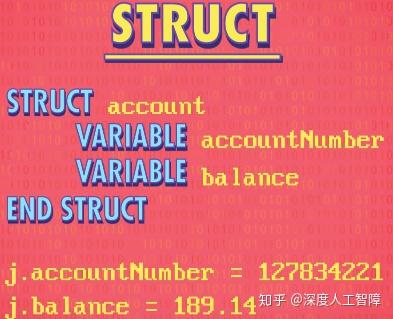 STRUCT
STRUCT account
VARIABLE accountNumber
VARIABLE balance
END STRUCT
j.accountNumber = 127834221
j.balance = 189.14
知乎 @深度人工智障